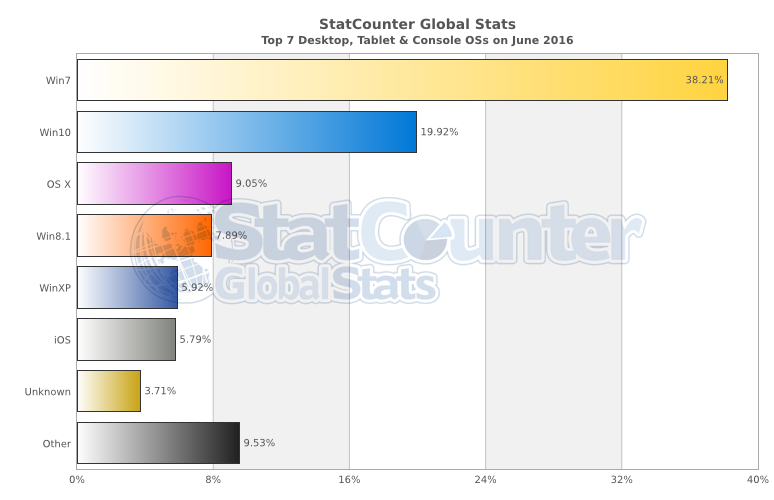 StatCounter Global Stats
Top 7 Desktop, Tablet & Console OSs on June 2016
Win7 38.21%
Win10 19.92%
OS X 9.05%
Win8.1 7.89%
WinXP 5.92%
iOS 5.79%
Unknown 3.71%
Other 9.53%
StatCounter
GlobalStats
0% 8% 16% 24% 32% 40%